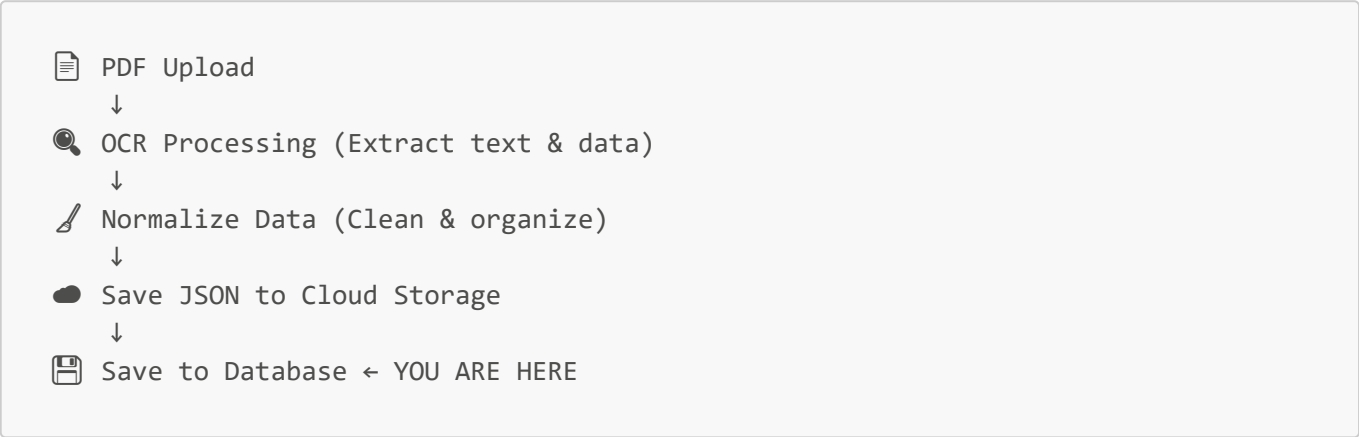 📄 PDF Upload
↓
🔍 OCR Processing (Extract text & data)
↓
🧹 Normalize Data (Clean & organize)
↓
☁ Save JSON to Cloud Storage
↓
💾 Save to Database ← YOU ARE HERE